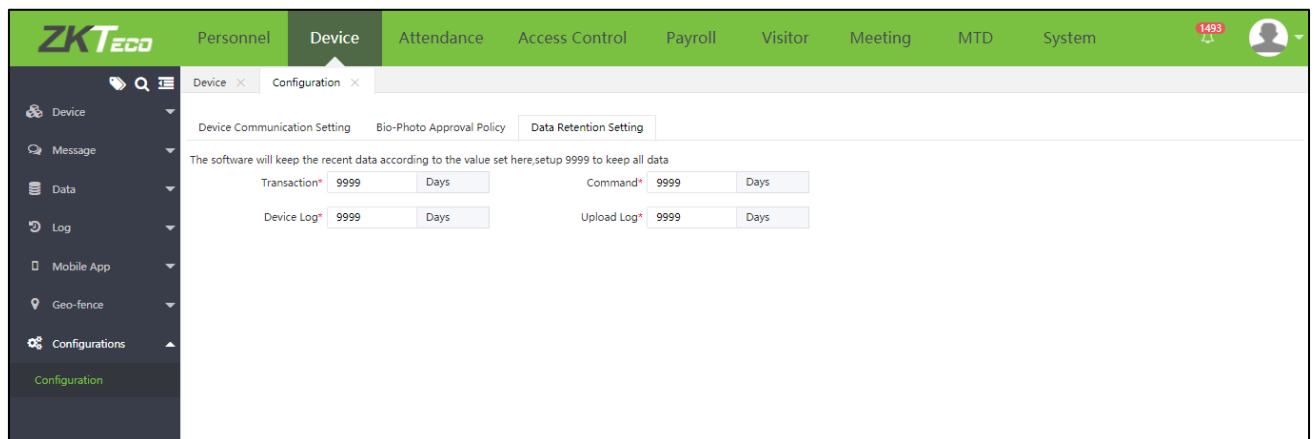 ZKTeco Personnel Device Attendance Access Control Payroll Visitor Meeting MTD System 1493
Device Configuration
Device
Device Communication Setting Bio-Photo Approval Policy Data Retention Setting
Message
The software will keep the recent data according to the value set here,setup 9999 to keep all data
Transaction* 9999 Days Command* 9999 Days
Data
Device Log* 9999 Days Upload Log* 9999 Days
Log
Mobile App
Geo-fence
Configurations
Configuration